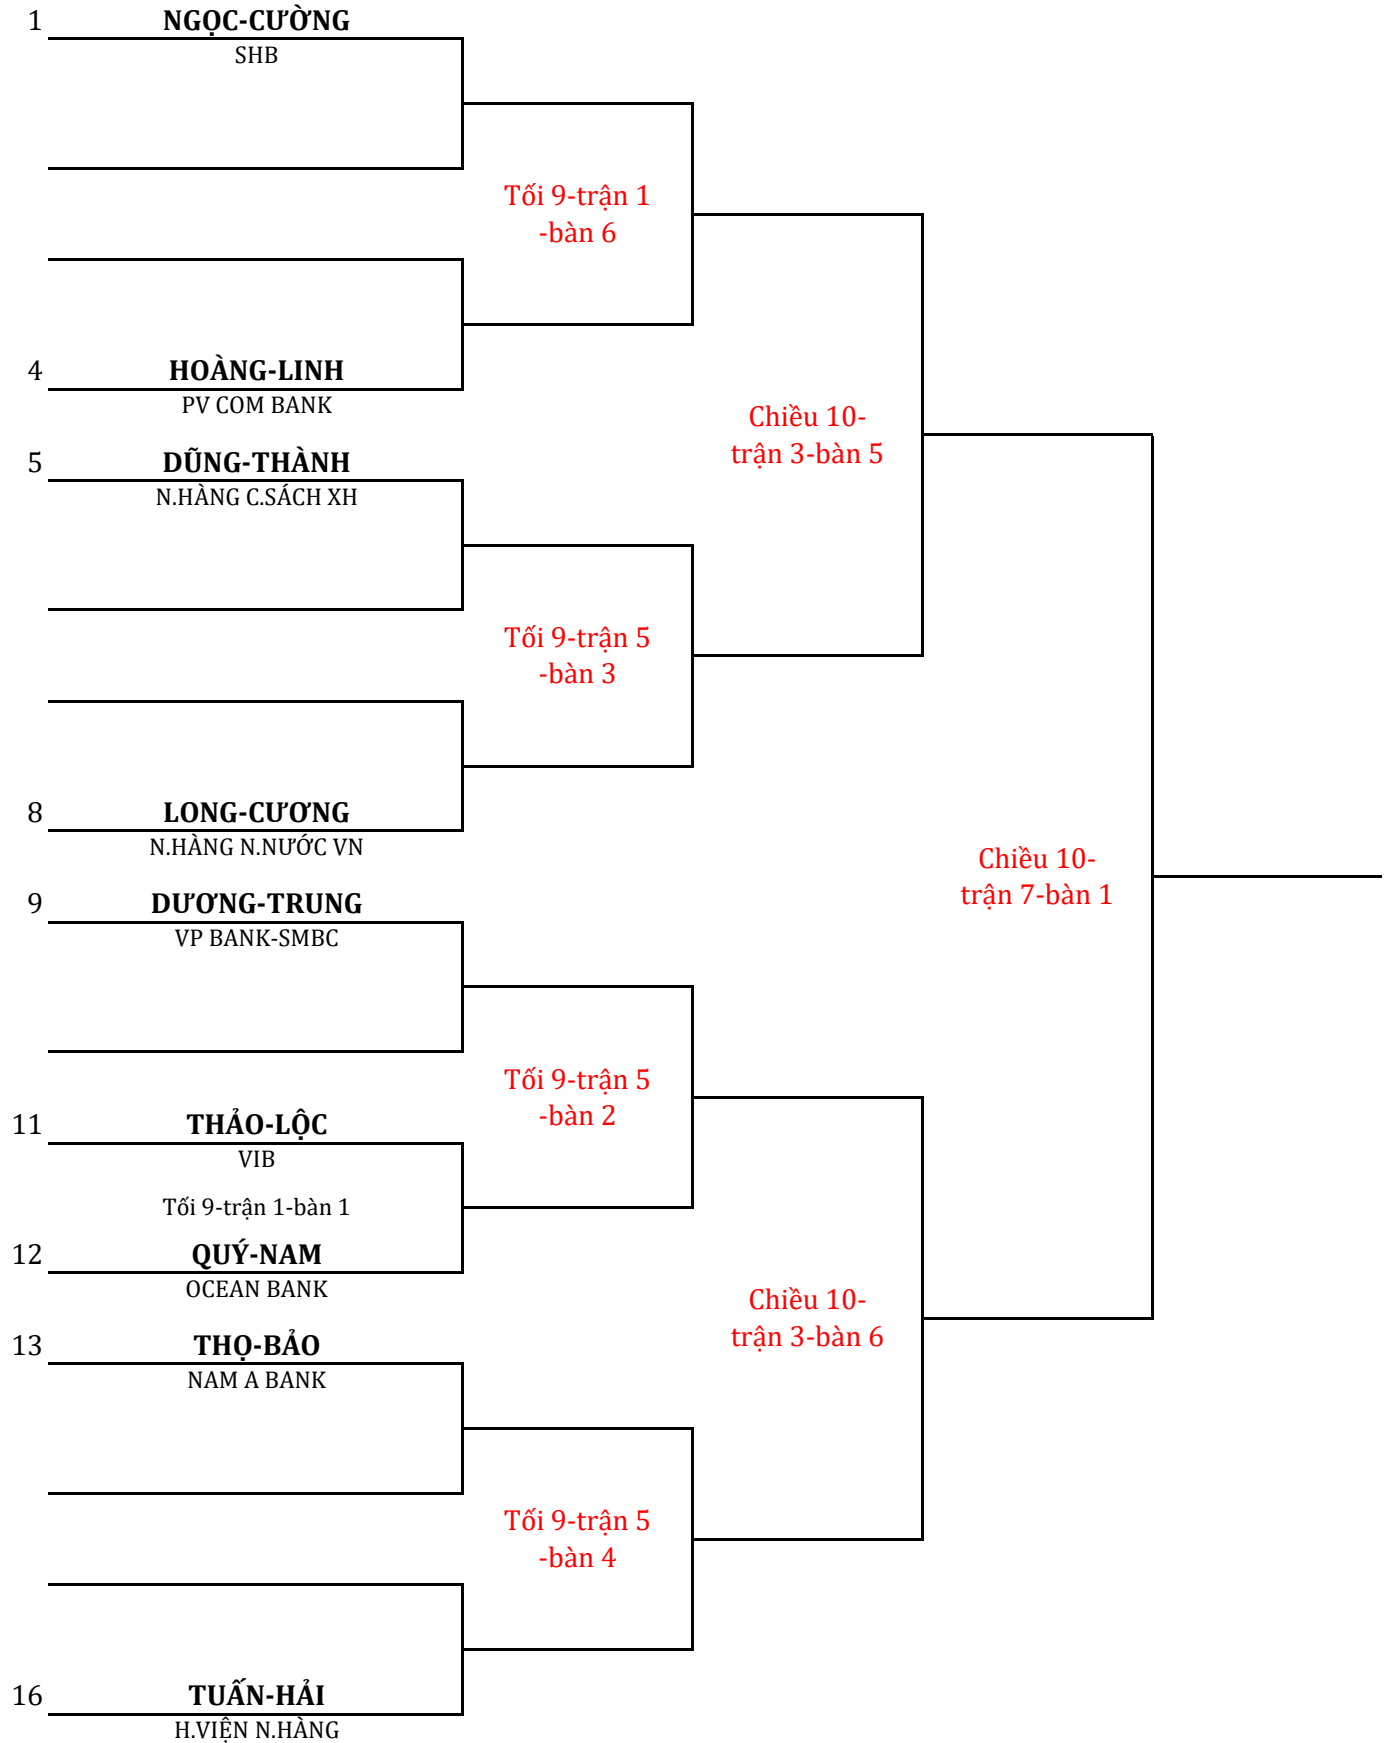 1
NGỌC-CƯỜNG
SHB
Tối 9-trận 1
-bàn 6
4
HOÀNG-LINH
PV COM BANK
Chiều 10-
trận 3-bàn 5
5
DŨNG-THÀNH
N.HÀNG C.SÁCH XH
Tối 9-trận 5
-bàn 3
8
LONG-CƯƠNG
N.HÀNG N.NƯỚC VN
Chiều 10-
trận 7-bàn 1
9
DƯƠNG-TRUNG
VP BANK-SMBC
Tối 9-trận 5
-bàn 2
11
THẢO-LỘC
VIB
Tối 9-trận 1-bàn 1
12
QUÝ-NAM
OCEAN BANK
Chiều 10-
trận 3-bàn 6
13
THỌ-BẢO
NAM A BANK
Tối 9-trận 5
-bàn 4
16
TUẤN-HẢI
H.VIỆN N.HÀNG